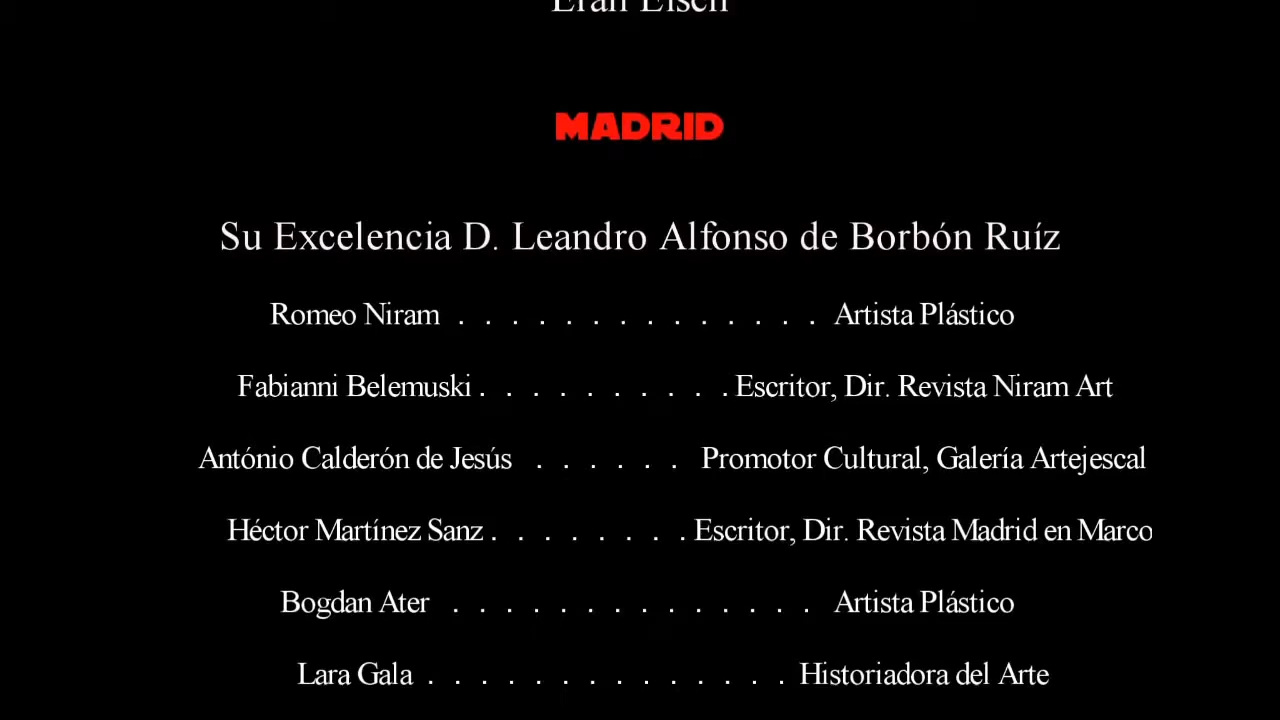 MADRID
Su Excelencia D. Leandro Alfonso de Borbón Ruíz
Romeo Niram . . . . . . . . . . . . . . Artista Plástico
Fabianni Belemuski . . . . . . . . . . Escritor, Dir. Revista Niram Art
António Calderón de Jesús . . . . . . Promotor Cultural, Galería Artejescal
Héctor Martínez Sanz . . . . . . . . Escritor, Dir. Revista Madrid en Marco
Bogdan Ater . . . . . . . . . . . . . . Artista Plástico
Lara Gala . . . . . . . . . . . . . . Historiadora del Arte